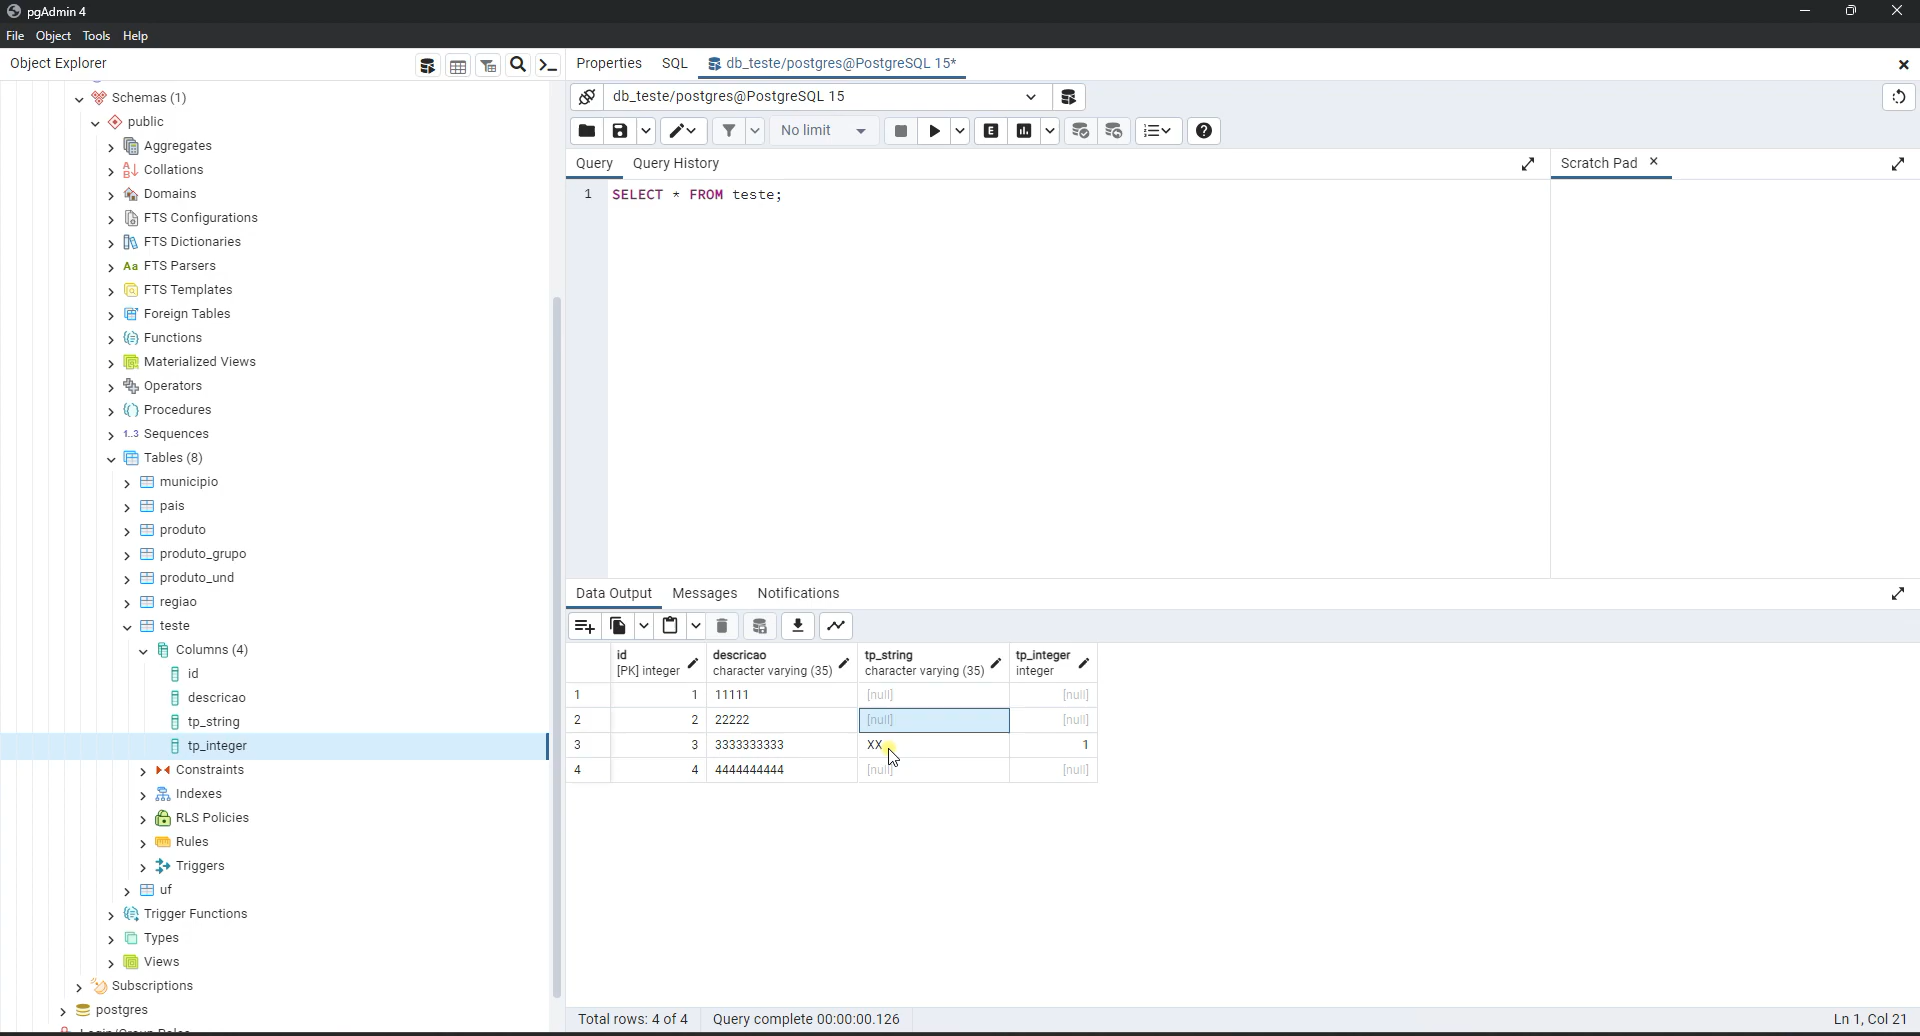 pgAdmin 4
File Object Tools Help
Object Explorer
Properties SQL db_teste/postgres@PostgreSQL 15*
db_teste/postgres@PostgreSQL 15
No limit
E
Query Query History
Scratch Pad
1 SELECT * FROM teste;
Schemas (1)
public
Aggregates
Collations
Domains
FTS Configurations
FTS Dictionaries
Aa FTS Parsers
FTS Templates
Foreign Tables
Functions
Materialized Views
Operators
Procedures
1..3 Sequences
Tables (8)
municipio
pais
produto
produto_grupo
produto_und
regiao
teste
Columns (4)
id
descricao
tp_string
tp_integer
Constraints
Indexes
RLS Policies
Rules
Triggers
uf
Trigger Functions
Types
Views
Subscriptions
postgres
Data Output Messages Notifications
id descricao tp_string tp_integer
[PK] integer character varying (35) character varying (35) integer
1 1 11111 [null] [null]
2 2 22222 [null] [null]
3 3 3333333333 XX 1
4 4 4444444444 [null] [null]
Total rows: 4 of 4 Query complete 00:00:00.126 Ln 1, Col 21